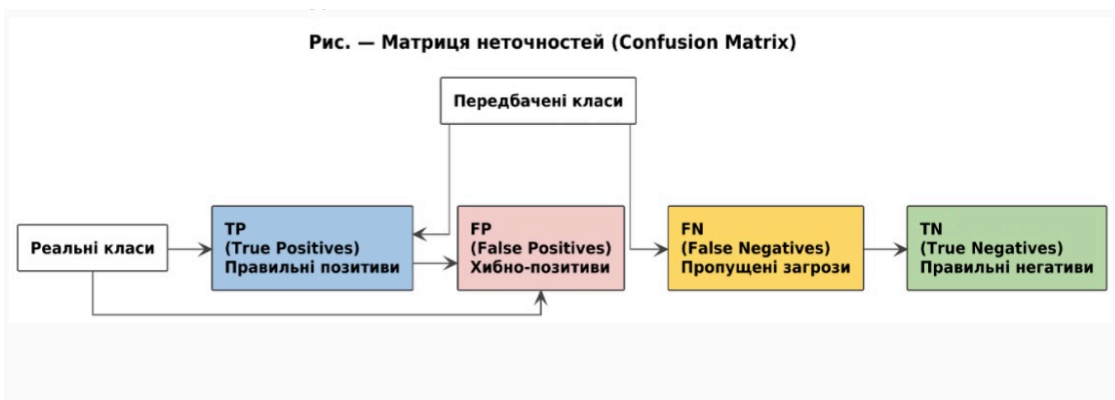 Рис. — Матриця неточностей (Confusion Matrix)
Передбачені класи
Реальні класи
TP
(True Positives)
Правильні позитиви
FP
(False Positives)
Хибно-позитиви
FN
(False Negatives)
Пропущені загрози
TN
(True Negatives)
Правильні негативи